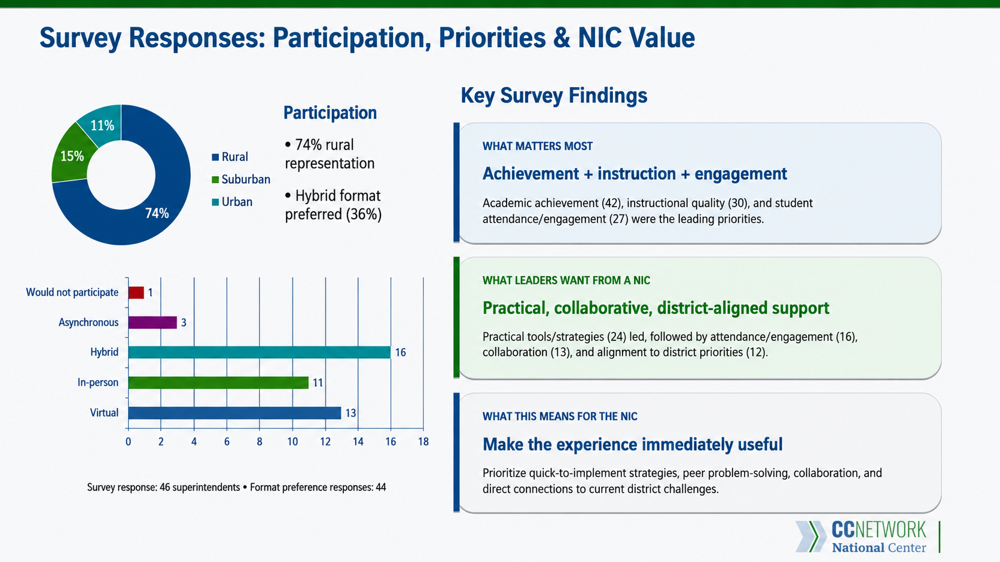 Survey Responses: Participation, Priorities & NIC Value
11%
15%
74%
Rural
Suburban
Urban
Participation
• 74% rural
representation
• Hybrid format
preferred (36%)
Would not participate 1
Asynchronous 3
Hybrid 16
In-person 11
Virtual 13
0 2 4 6 8 10 12 14 16 18
Survey response: 46 superintendents • Format preference responses: 44
Key Survey Findings
WHAT MATTERS MOST
Achievement + instruction + engagement
Academic achievement (42), instructional quality (30), and student
attendance/engagement (27) were the leading priorities.
WHAT LEADERS WANT FROM A NIC
Practical, collaborative, district-aligned support
Practical tools/strategies (24) led, followed by attendance/engagement (16),
collaboration (13), and alignment to district priorities (12).
WHAT THIS MEANS FOR THE NIC
Make the experience immediately useful
Prioritize quick-to-implement strategies, peer problem-solving, collaboration, and
direct connections to current district challenges.
CCNETWORK
National Center